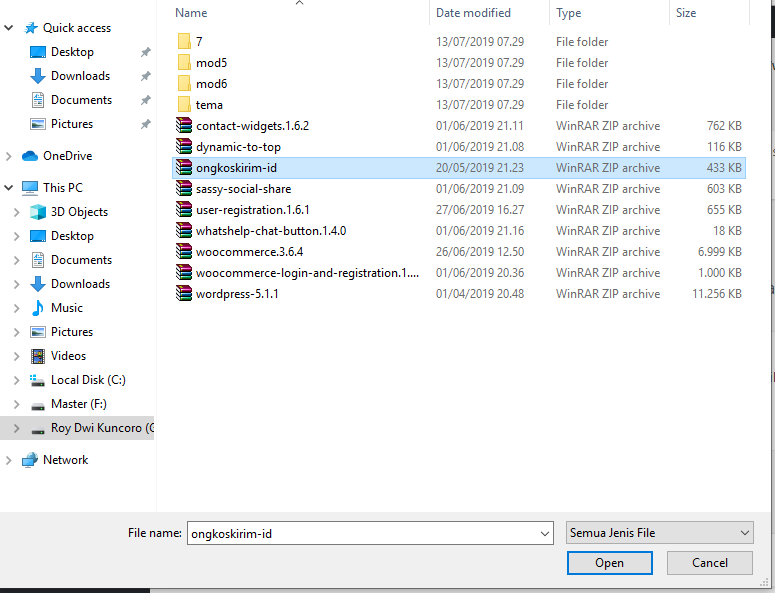 Name Date modified Type Size
Quick access
Desktop
Downloads
Documents
Pictures
OneDrive
This PC
3D Objects
Desktop
Documents
Downloads
Music
Pictures
Videos
Local Disk (C:)
Master (F:)
Roy Dwi Kuncoro (G
Network
7 13/07/2019 07.29 File folder
mod5 13/07/2019 07.29 File folder
mod6 13/07/2019 07.29 File folder
tema 13/07/2019 07.29 File folder
contact-widgets.1.6.2 01/06/2019 21.11 WinRAR ZIP archive 762 KB
dynamic-to-top 01/06/2019 21.08 WinRAR ZIP archive 116 KB
ongkoskirim-id 20/05/2019 21.23 WinRAR ZIP archive 433 KB
sassy-social-share 01/06/2019 21.09 WinRAR ZIP archive 603 KB
user-registration.1.6.1 27/06/2019 16.27 WinRAR ZIP archive 655 KB
whatshelp-chat-button.1.4.0 01/06/2019 21.16 WinRAR ZIP archive 18 KB
woocommerce.3.6.4 26/06/2019 12.50 WinRAR ZIP archive 6.999 KB
woocommerce-login-and-registration.1.... 01/06/2019 20.36 WinRAR ZIP archive 1.000 KB
wordpress-5.1.1 01/04/2019 20.48 WinRAR ZIP archive 11.256 KB
File name: ongkoskirim-id Semua Jenis File
Open Cancel